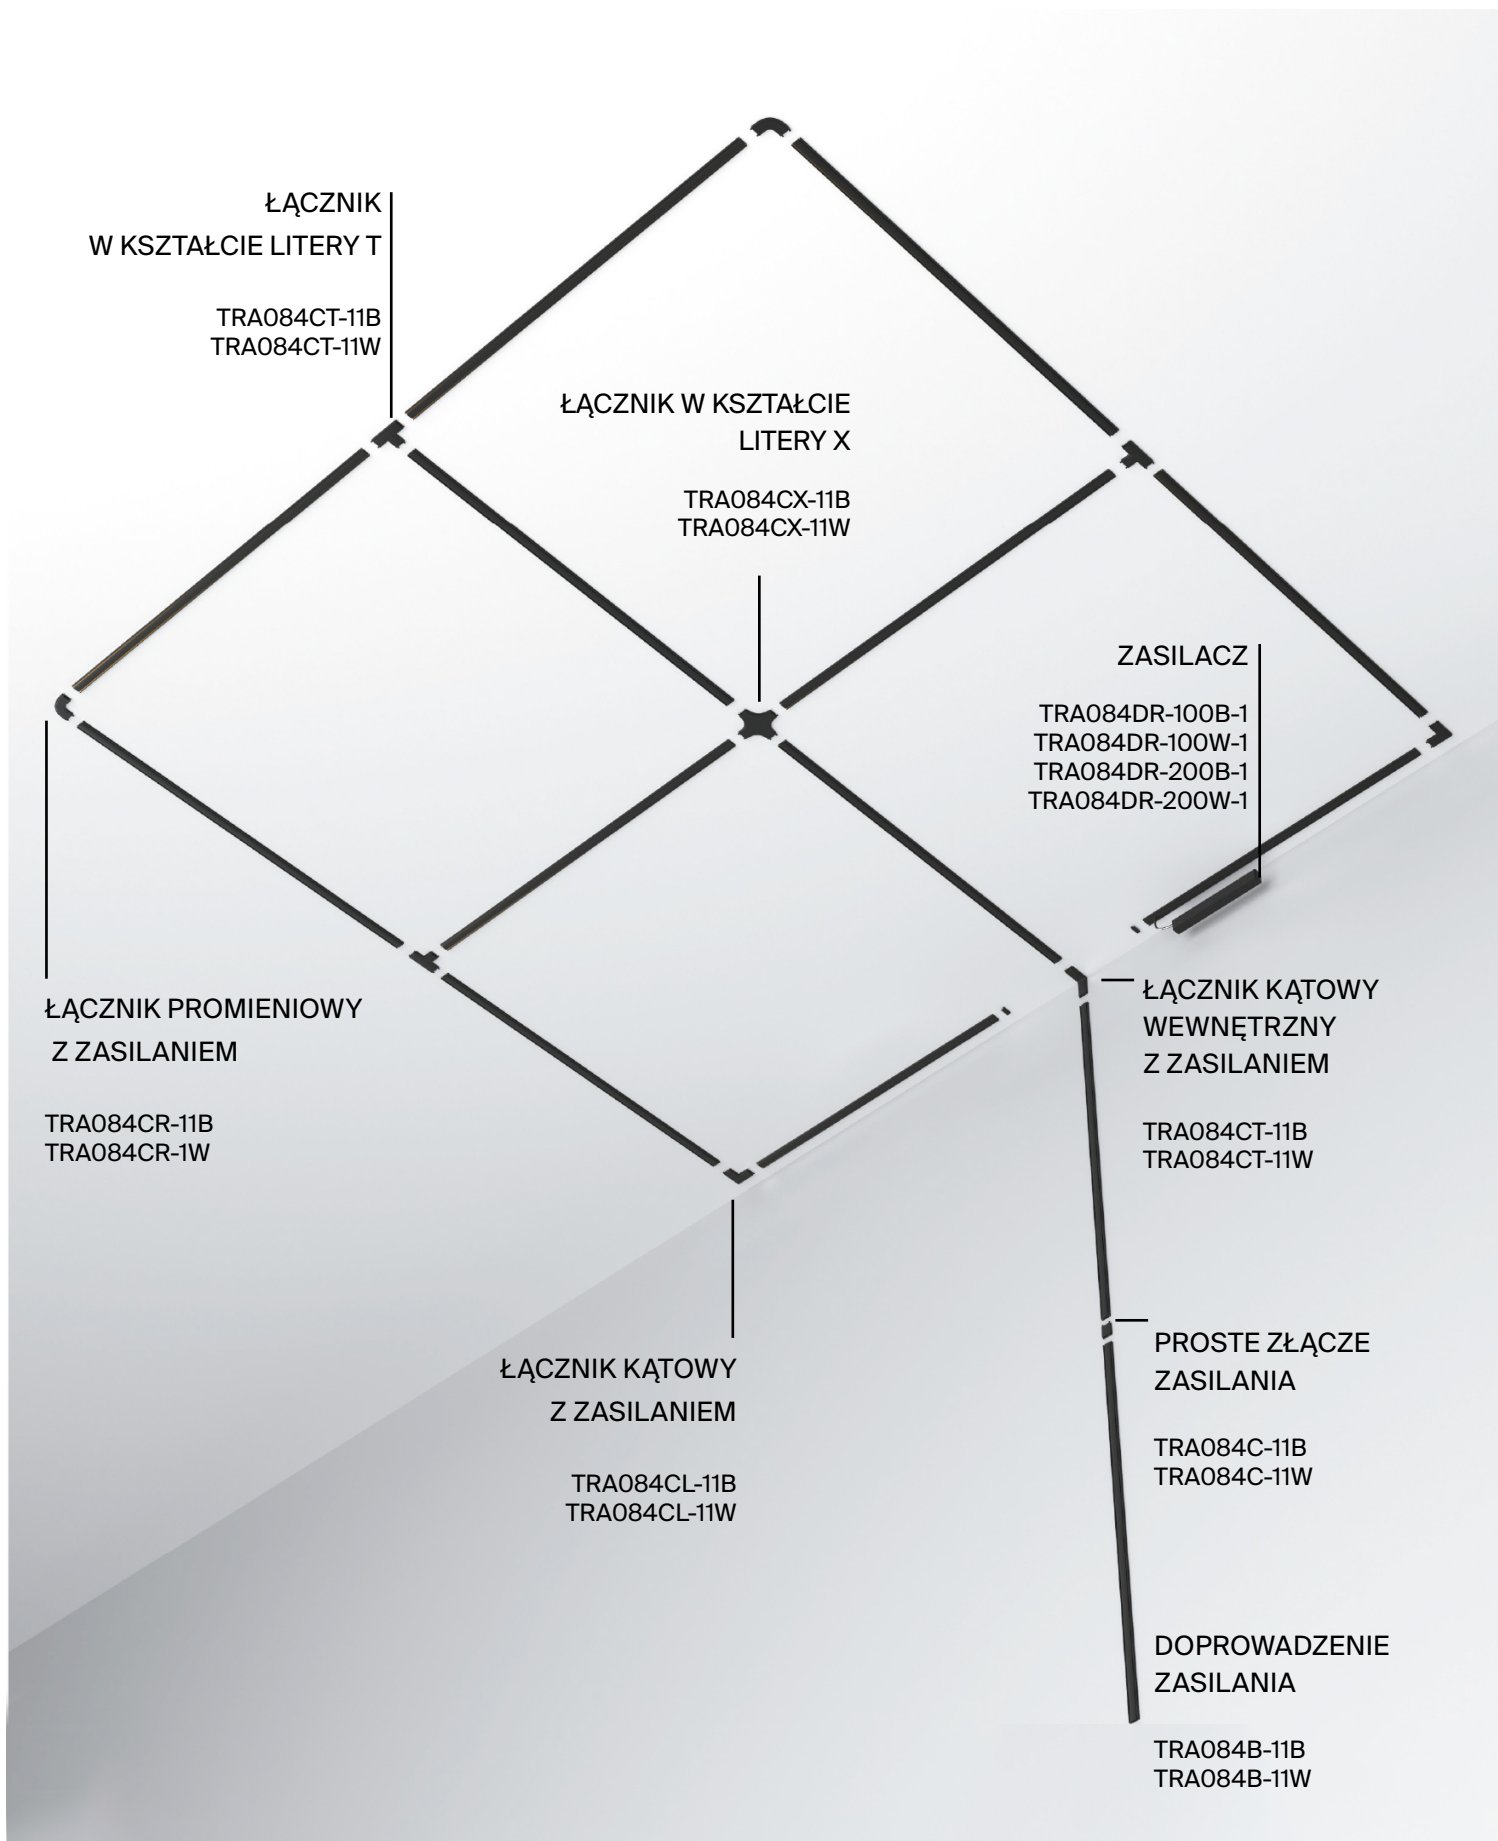 ŁĄCZNIK
W KSZTAŁCIE LITERY T
TRA084CT-11B
TRA084CT-11W
ŁĄCZNIK W KSZTAŁCIE
LITERY X
TRA084CX-11B
TRA084CX-11W
ZASILACZ
TRA084DR-100B-1
TRA084DR-100W-1
TRA084DR-200B-1
TRA084DR-200W-1
ŁĄCZNIK PROMIENIOWY
Z ZASILANIEM
TRA084CR-11B
TRA084CR-1W
ŁĄCZNIK KĄTOWY
WEWNĘTRZNY
Z ZASILANIEM
TRA084CT-11B
TRA084CT-11W
ŁĄCZNIK KĄTOWY
Z ZASILANIEM
TRA084CL-11B
TRA084CL-11W
PROSTE ZŁĄCZE
ZASILANIA
TRA084C-11B
TRA084C-11W
DOPROWADZENIE
ZASILANIA
TRA084B-11B
TRA084B-11W